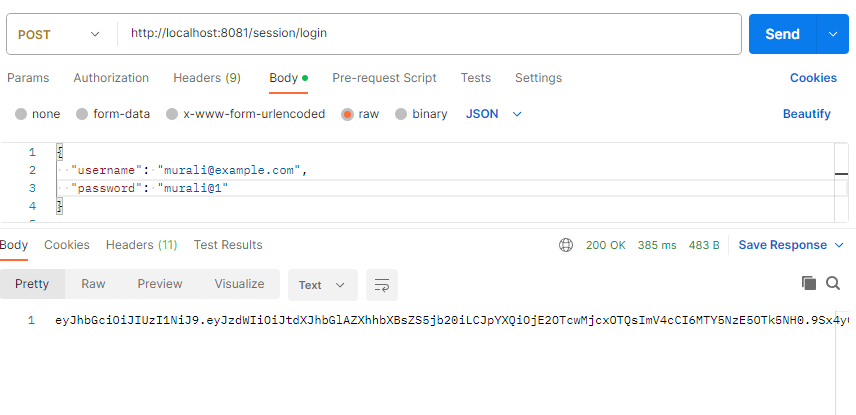 POST http://localhost:8081/session/login Send
Params Authorization Headers (9) Body Pre-request Script Tests Settings Cookies
none form-data x-www-form-urlencoded raw binary JSON Beautify
1 {
2 "username": "murali@example.com",
3 "password": "murali@1"
4 }
Body Cookies Headers (11) Test Results 200 OK 385 ms 483 B Save Response
Pretty Raw Preview Visualize Text
1 eyJhbGciOiJIUzI1NiJ9.eyJzdWIiOiJtdXJhbGlAZXhhbXBsZS5jb20iLCJpYXQiOjE2OTcwMjcxOTQsImV4cCI6MTY5NzE5OTk5NH0.9Sx4y